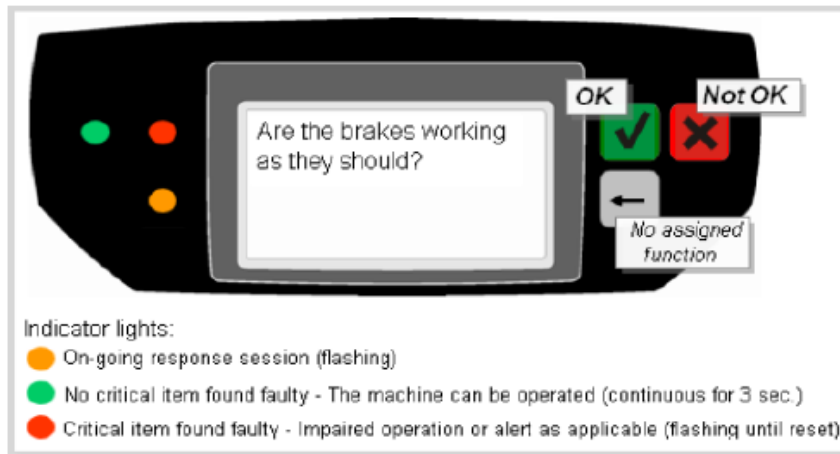 OK
Not OK
Are the brakes working
as they should?
No assigned
function
Indicator lights:
On-going response session (flashing)
No critical item found faulty - The machine can be operated (continuous for 3 sec.)
Critical item found faulty - Impaired operation or alert as applicable (flashing until reset)